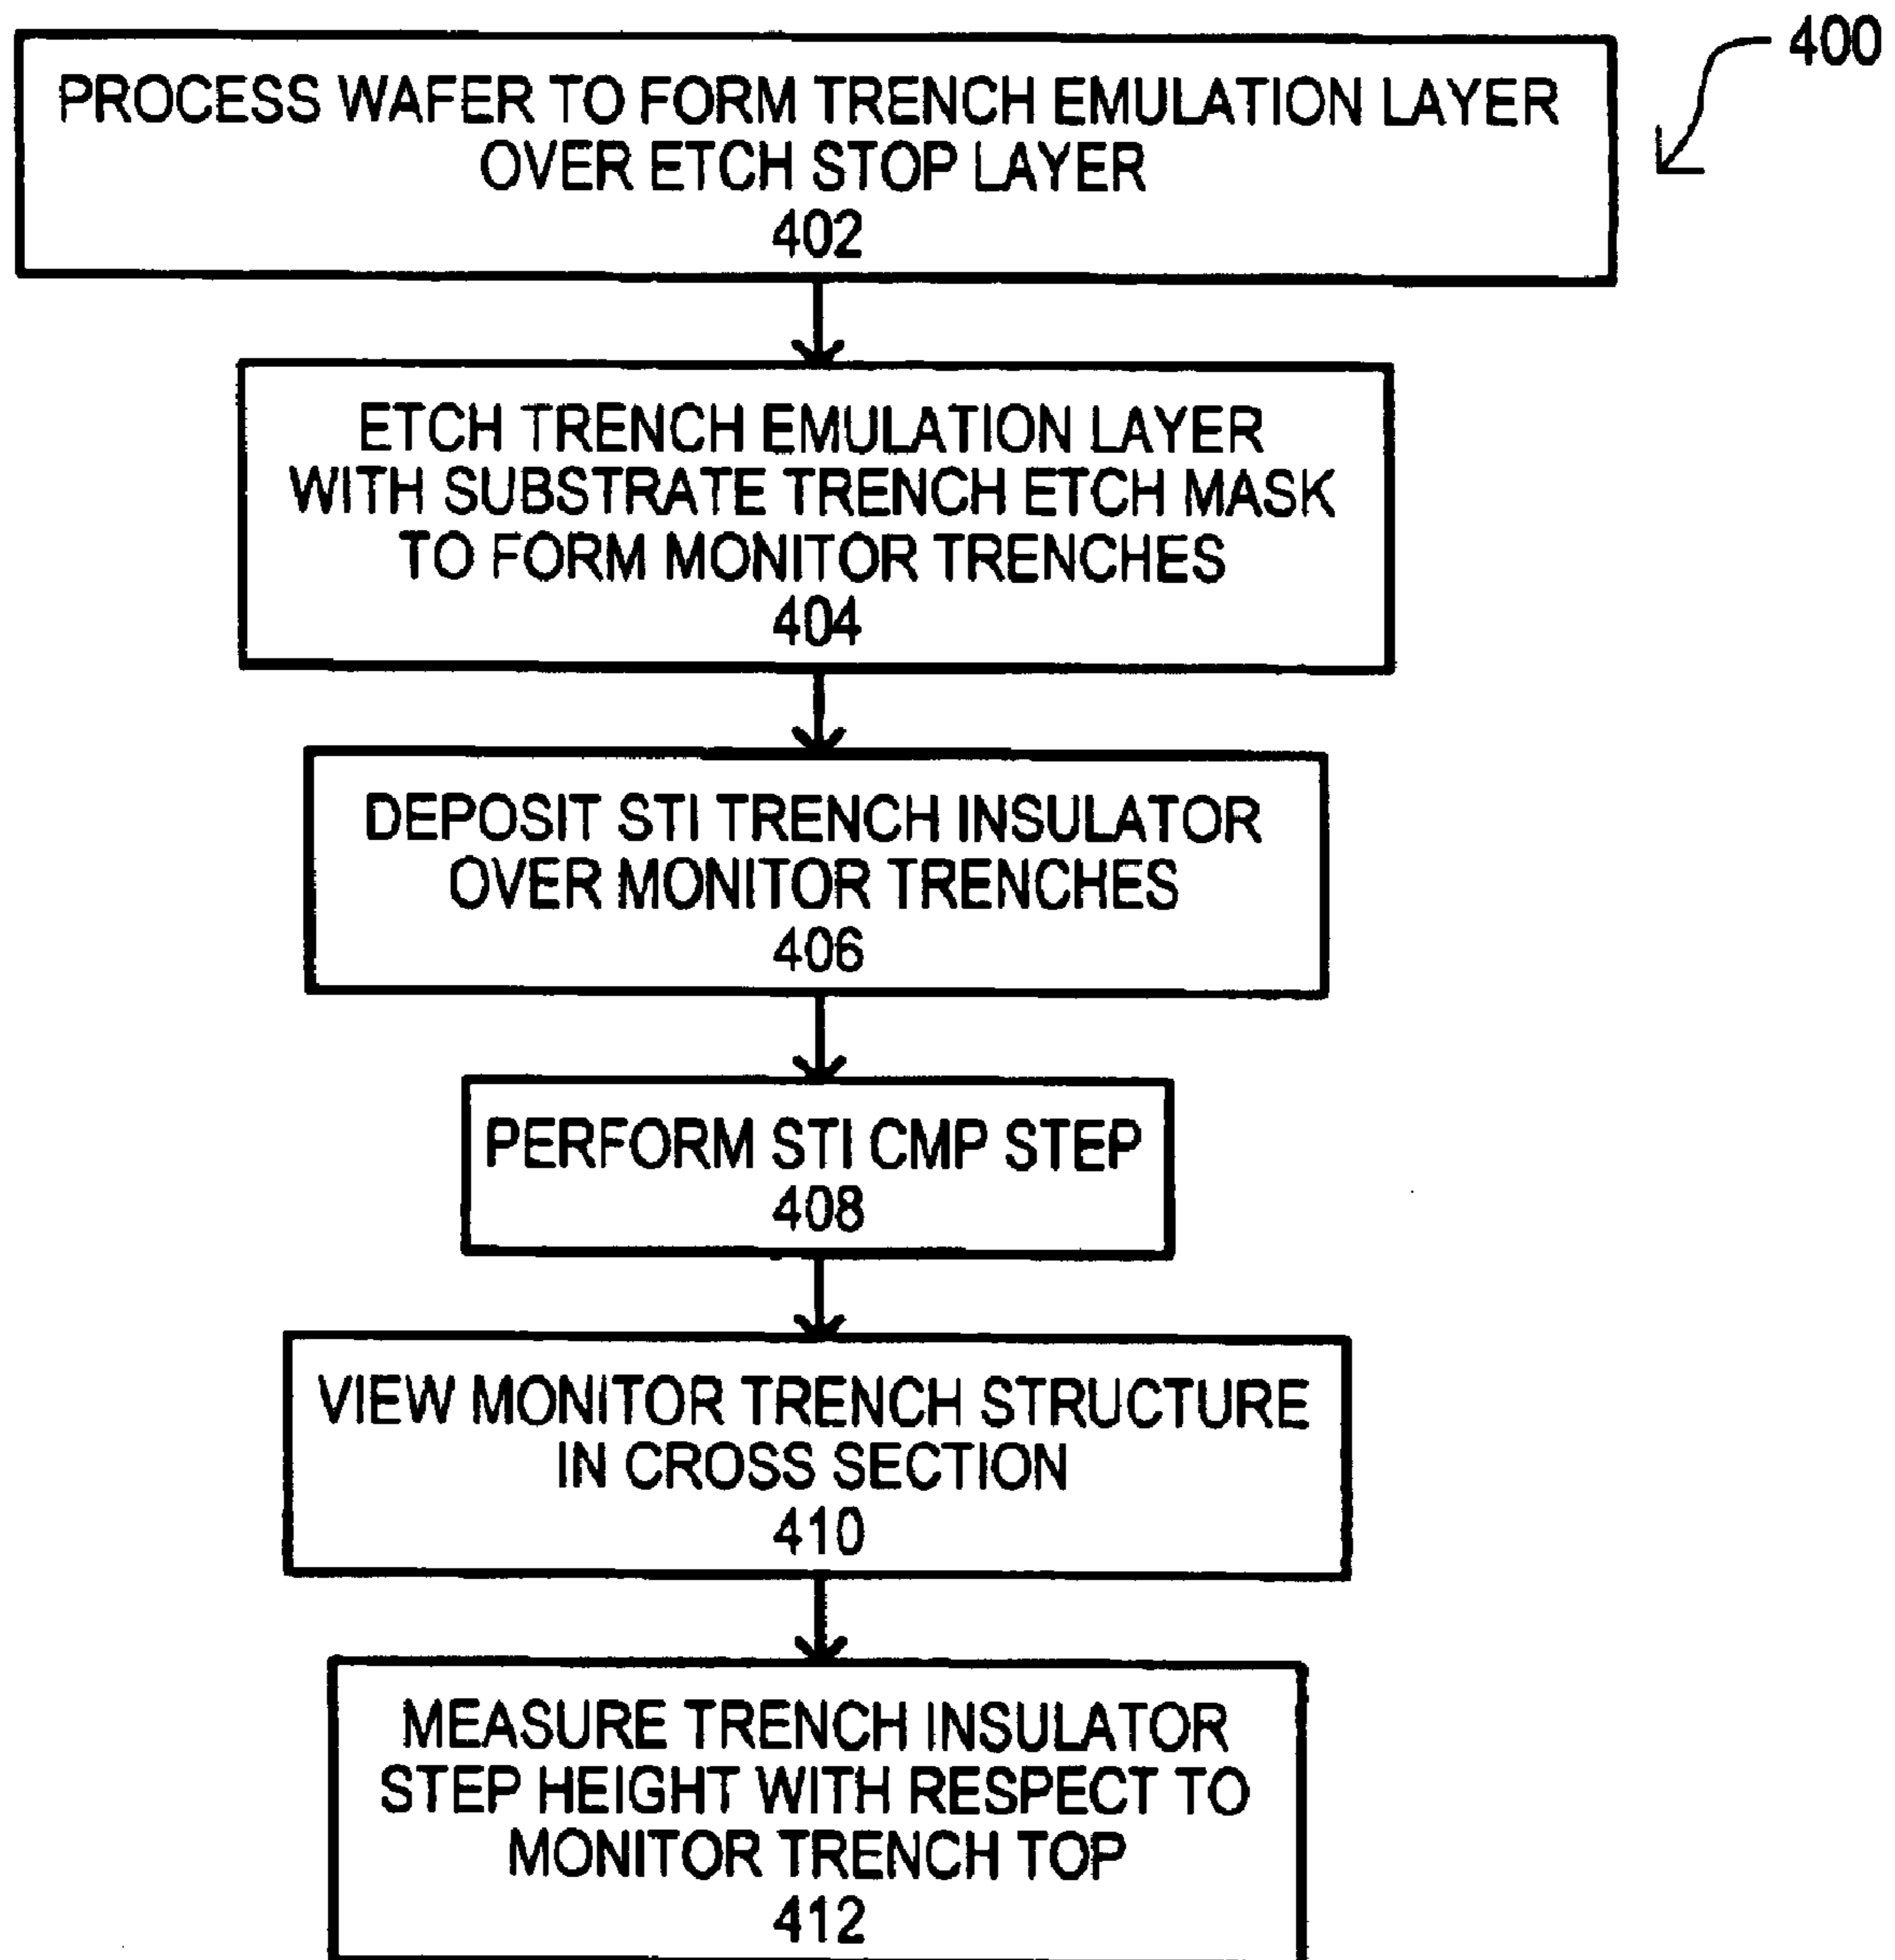 400
PROCESS WAFER TO FORM TRENCH EMULATION LAYER
OVER ETCH STOP LAYER
402
ETCH TRENCH EMULATION LAYER
WITH SUBSTRATE TRENCH ETCH MASK
TO FORM MONITOR TRENCHES
404
DEPOSIT STI TRENCH INSULATOR
OVER MONITOR TRENCHES
406
PERFORM STI CMP STEP
408
VIEW MONITOR TRENCH STRUCTURE
IN CROSS SECTION
410
MEASURE TRENCH INSULATOR
STEP HEIGHT WITH RESPECT TO
MONITOR TRENCH TOP
412